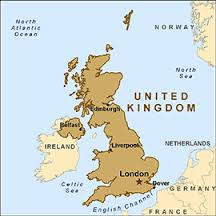 North
Atlantic
Ocean
NORWAY
North
Sea
UNITED
KINGDOM
Edinburgh
Belfast
IRELAND
Liverpool
NETHERLANDS
London
Dover
Celtic
Sea
English Channel
GERMANY
FRANCE